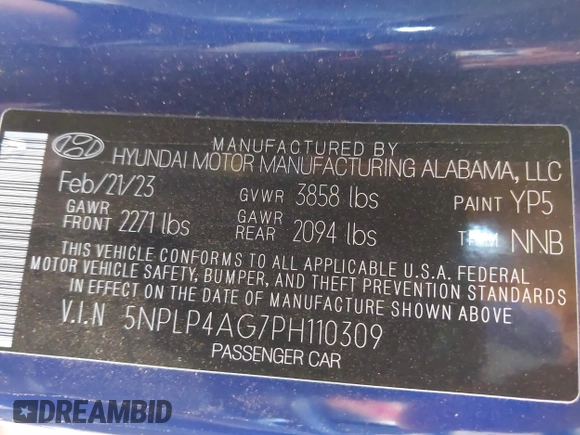 MANUFACTURED BY
HYUNDAI MOTOR MANUFACTURING ALABAMA, LLC
Feb/21/23 GVWR 3858 lbs PAINT YP5
GAWR FRONT 2271 lbs GAWR REAR 2094 lbs TRIM NNB
THIS VEHICLE CONFORMS TO ALL APPLICABLE U.S.A. FEDERAL
MOTOR VEHICLE SAFETY, BUMPER, AND THEFT PREVENTION STANDARDS
IN EFFECT ON THE DATE OF MANUFACTURE SHOWN ABOVE.
V.I.N 5NPLP4AG7PH110309
PASSENGER CAR
DREAMBID